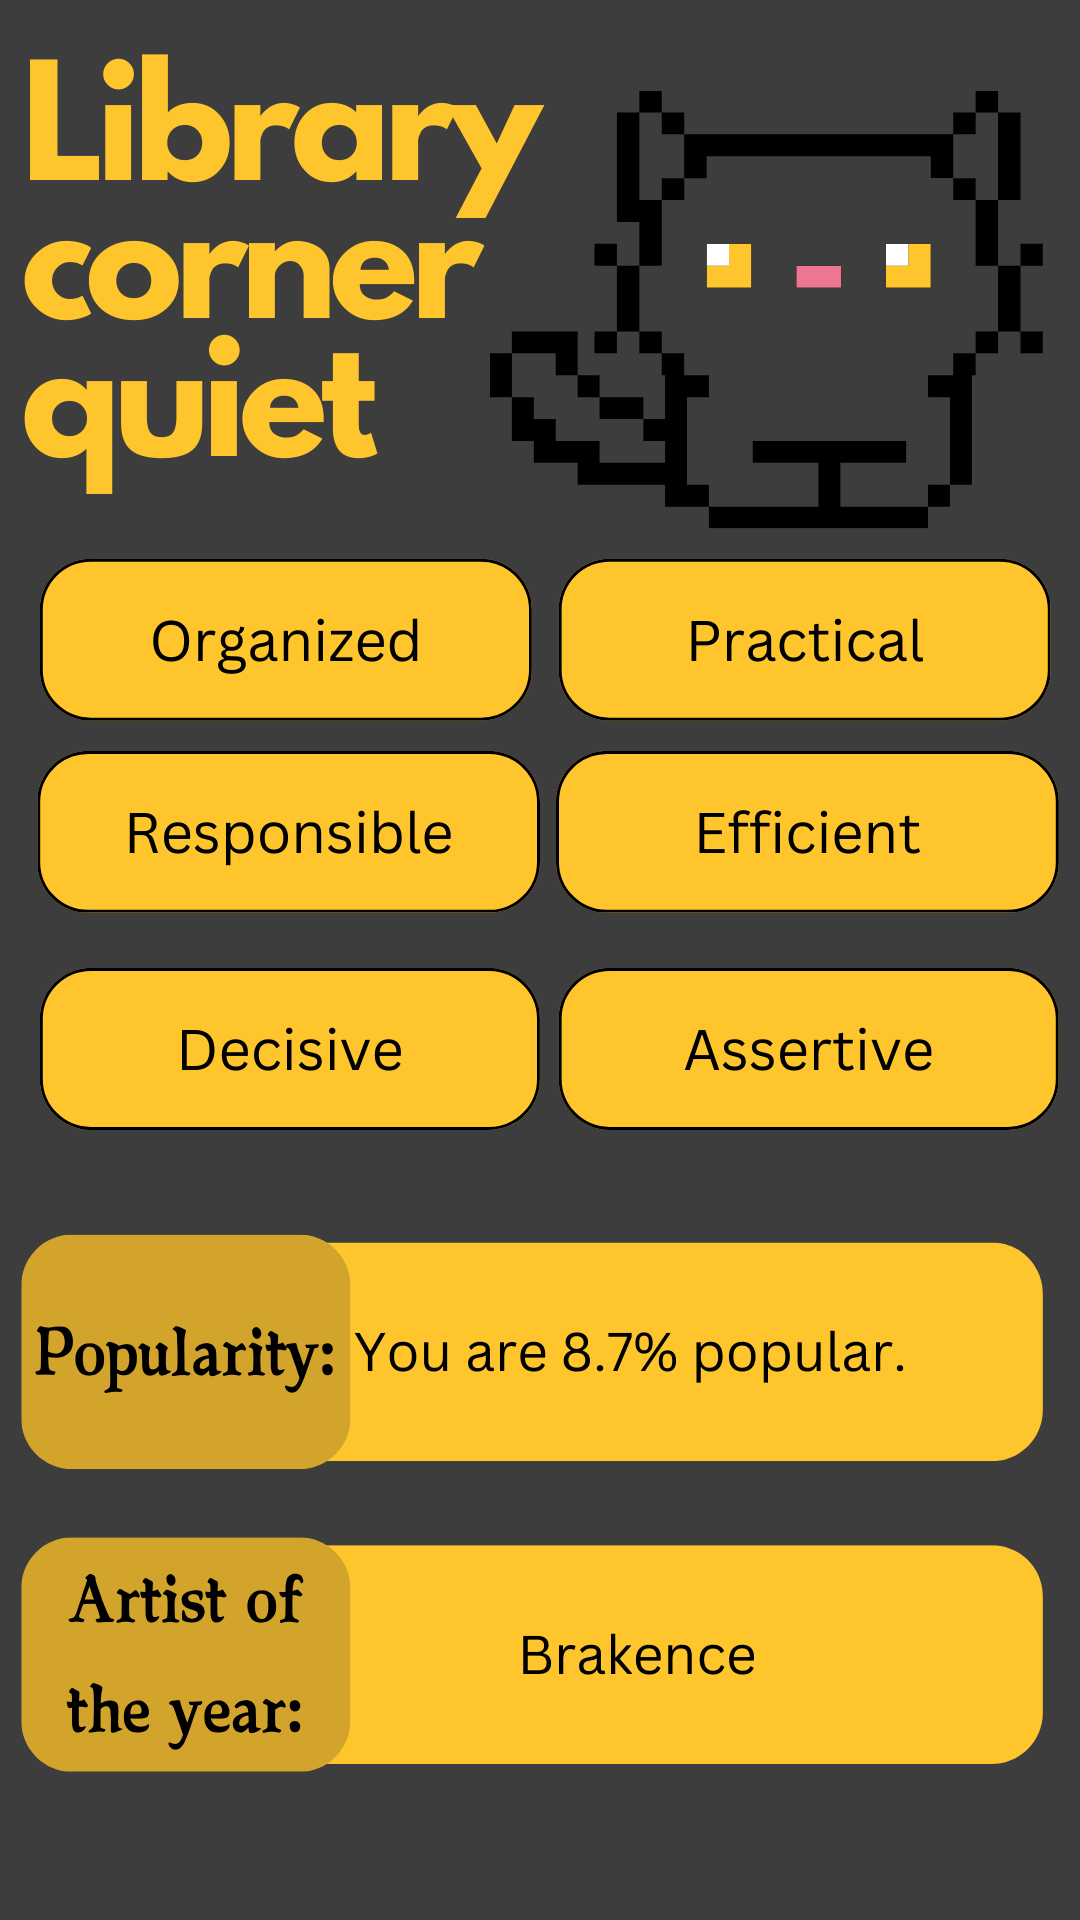 Library
corner
quiet
Organized
Practical
Responsible
Efficient
Decisive
Assertive
Popularity:
You are 8.7% popular.
Artist of
the year:
Brakence